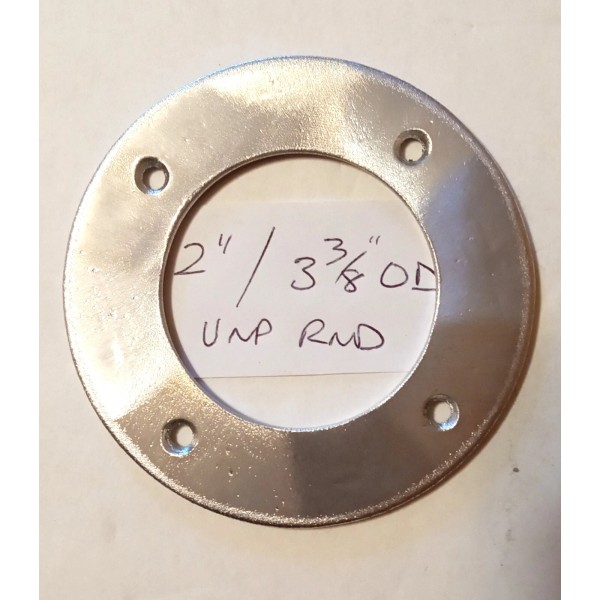 2" / 3 3/8" OD
UNP RND